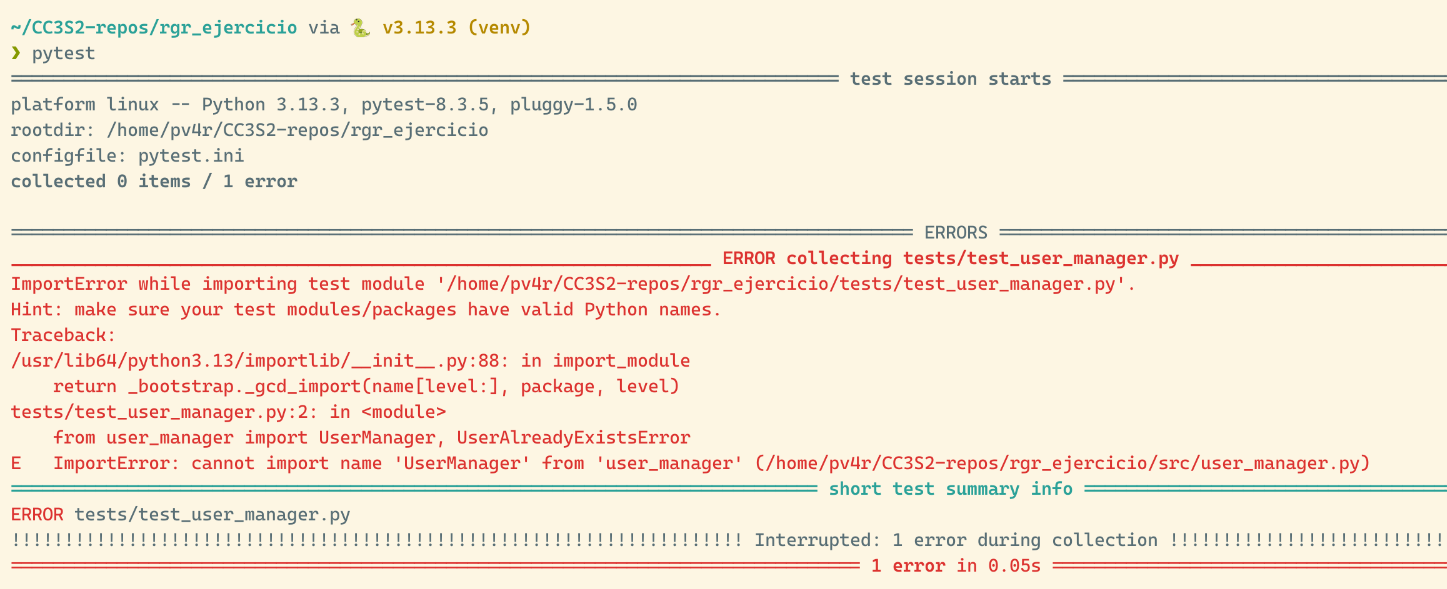 ~/CC3S2-repos/rgr_ejercicio via 🐍 v3.13.3 (venv)
❯ pytest
═══════════════ test session starts ═══════════════
platform linux -- Python 3.13.3, pytest-8.3.5, pluggy-1.5.0
rootdir: /home/pv4r/CC3S2-repos/rgr_ejercicio
configfile: pytest.ini
collected 0 items / 1 error
═══════════════ ERRORS ═══════════════
_______________ ERROR collecting tests/test_user_manager.py _______________
ImportError while importing test module '/home/pv4r/CC3S2-repos/rgr_ejercicio/tests/test_user_manager.py'.
Hint: make sure your test modules/packages have valid Python names.
Traceback:
/usr/lib64/python3.13/importlib/__init__.py:88: in import_module
    return _bootstrap._gcd_import(name[level:], package, level)
tests/test_user_manager.py:2: in <module>
    from user_manager import UserManager, UserAlreadyExistsError
E   ImportError: cannot import name 'UserManager' from 'user_manager' (/home/pv4r/CC3S2-repos/rgr_ejercicio/src/user_manager.py)
═══════════════ short test summary info ═══════════════
ERROR tests/test_user_manager.py
!!!!!!!!!!!!!!! Interrupted: 1 error during collection !!!!!!!!!!!!!!!
═══════════════ 1 error in 0.05s ═══════════════